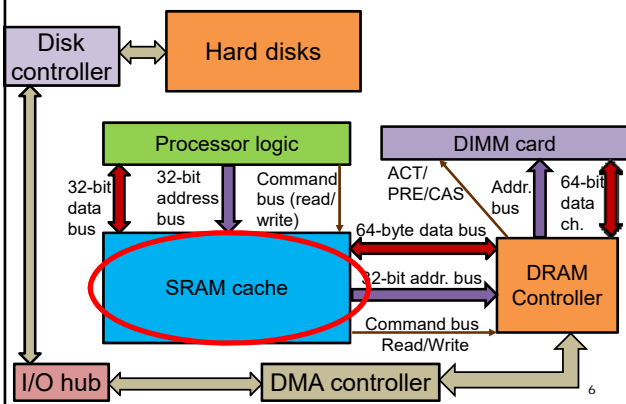 Disk
controller
Hard disks
Processor logic
DIMM card
32-bit
data
bus
32-bit
address
bus
Command
bus (read/
write)
ACT/
PRE/CAS
Addr.
bus
64-bit
data
ch.
64-byte data bus
SRAM cache
32-bit addr. bus
DRAM
Controller
Command bus
Read/Write
I/O hub
DMA controller
6